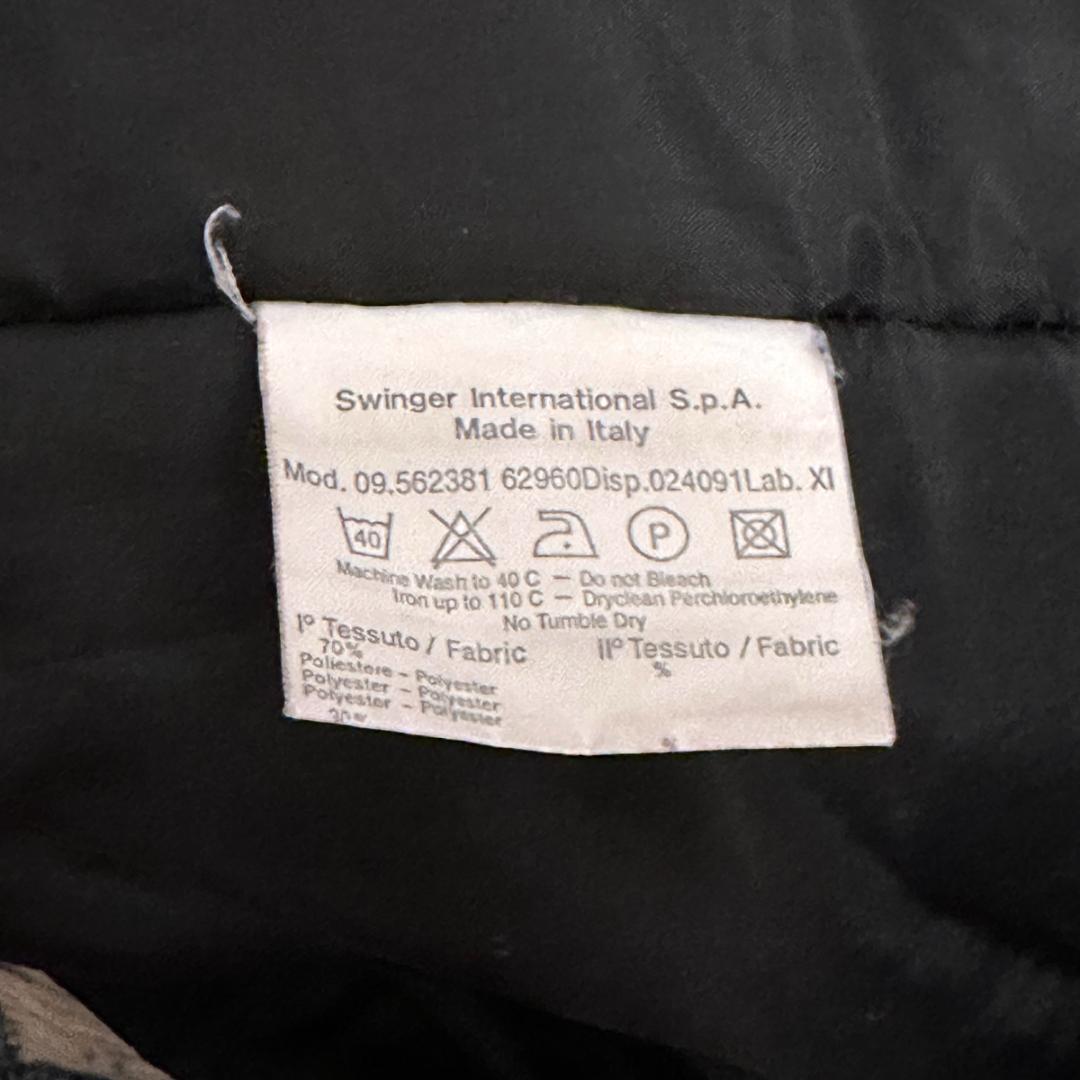 Swinger International S.p.A.
Made in Italy
Mod. 09.562381 62960Disp.024091Lab. XI
40 P
Machine Wash to 40 C – Do not Bleach
Iron up to 110 C – Dryclean Perchloroethylene
No Tumble Dry
I° Tessuto / Fabric
70%
Poliestere – Polyester
Polyester – Polyester
Polyester – Polyester
30%
II° Tessuto / Fabric
%